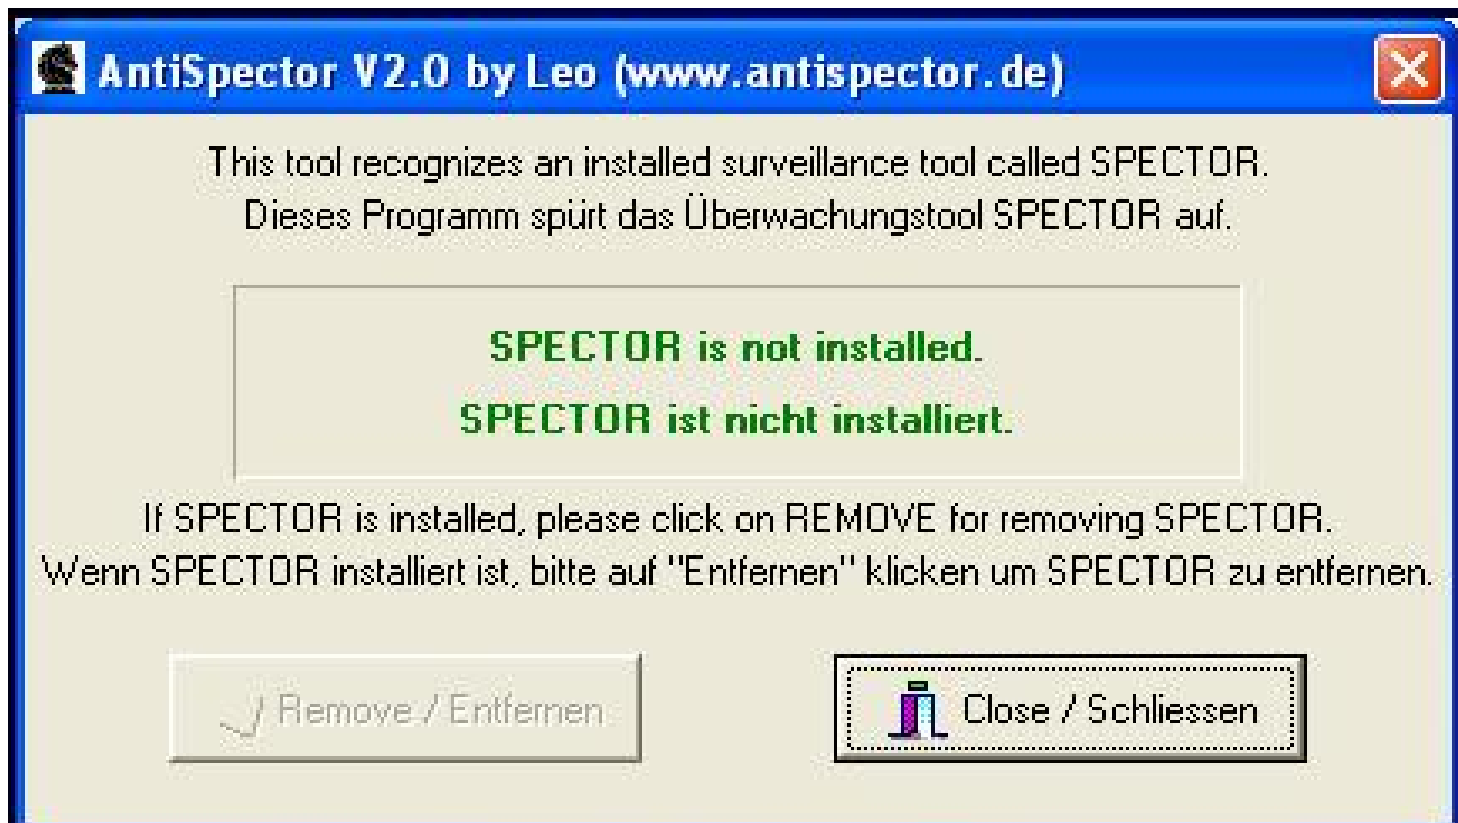 AntiSpector V2.0 by Leo (www.antispector.de)
This tool recognizes an installed surveillance tool called SPECTOR.
Dieses Programm spürt das Überwachungstool SPECTOR auf.
SPECTOR is not installed.
SPECTOR ist nicht installiert.
If SPECTOR is installed, please click on REMOVE for removing SPECTOR.
Wenn SPECTOR installiert ist, bitte auf "Entfernen" klicken um SPECTOR zu entfernen.
Remove / Entfernen
Close / Schliessen